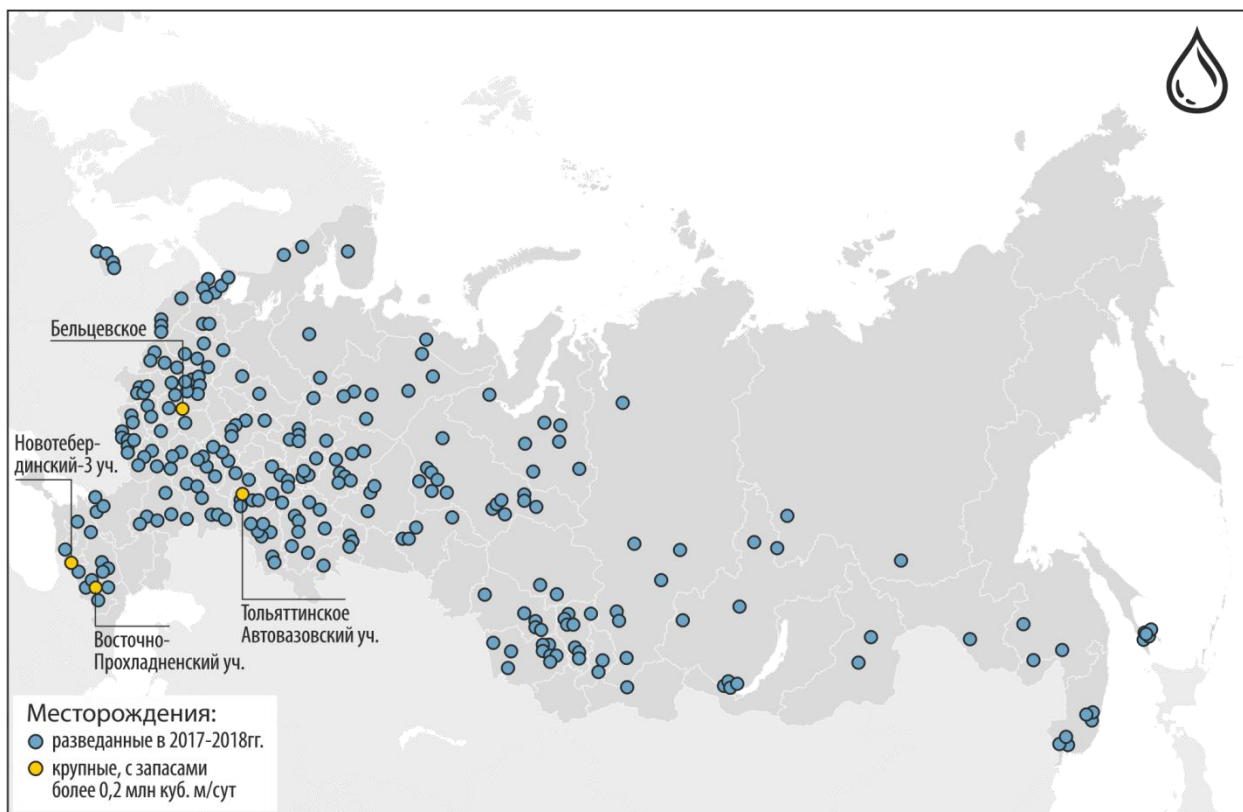 Бельцевское
Новотебер-
динский-3 уч.
Тольяттинское
Автовазовский уч.
Восточно-
Прохладненский уч.
Месторождения:
разведанные в 2017-2018гг.
крупные, с запасами
более 0,2 млн куб. м/сут